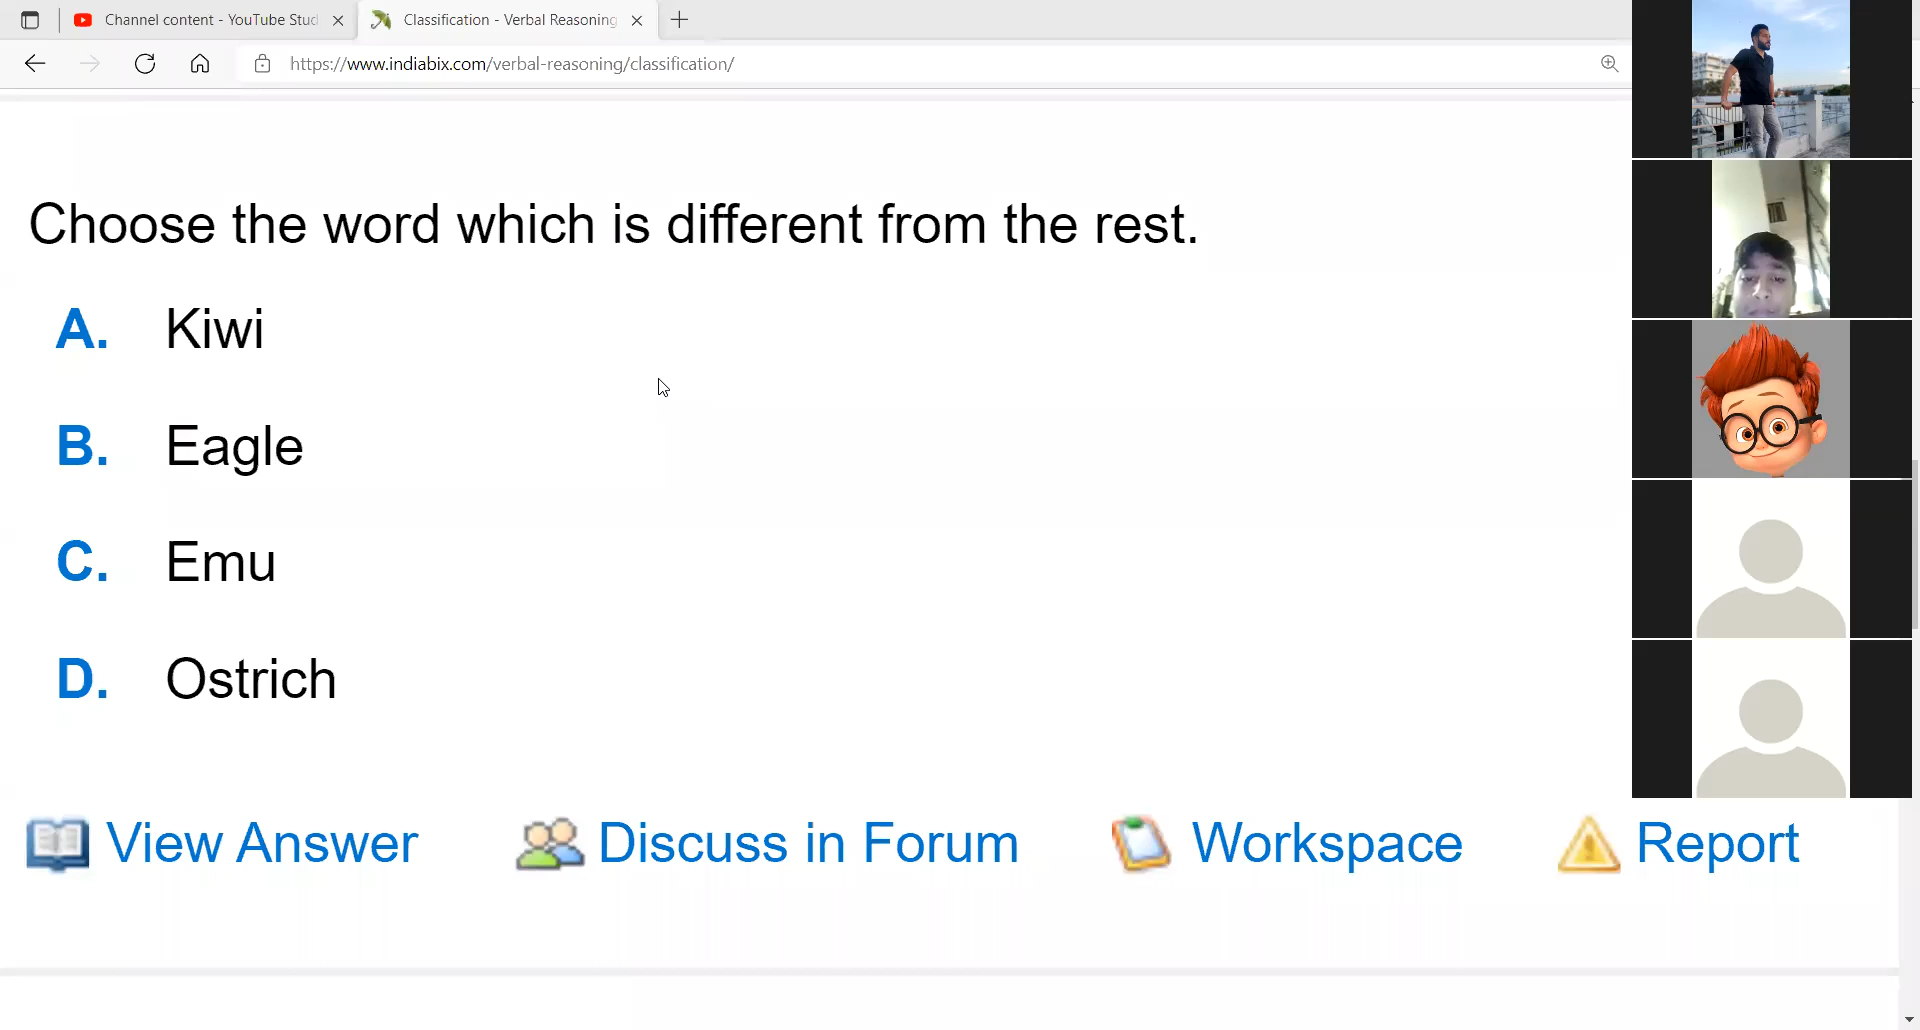 Channel content - YouTube Stud
Classification - Verbal Reasoning
https://www.indiabix.com/verbal-reasoning/classification/
Choose the word which is different from the rest.
A. Kiwi
B. Eagle
C. Emu
D. Ostrich
View Answer Discuss in Forum Workspace Report